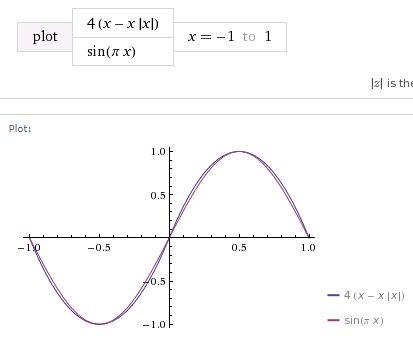 plot
4 (x − x |x|)
sin(π x)
x = −1 to 1
|z| is the
Plot:
1.0
0.5
−1.0
−0.5
0.5
1.0
−0.5
−1.0
4 (x − x |x|)
sin(π x)